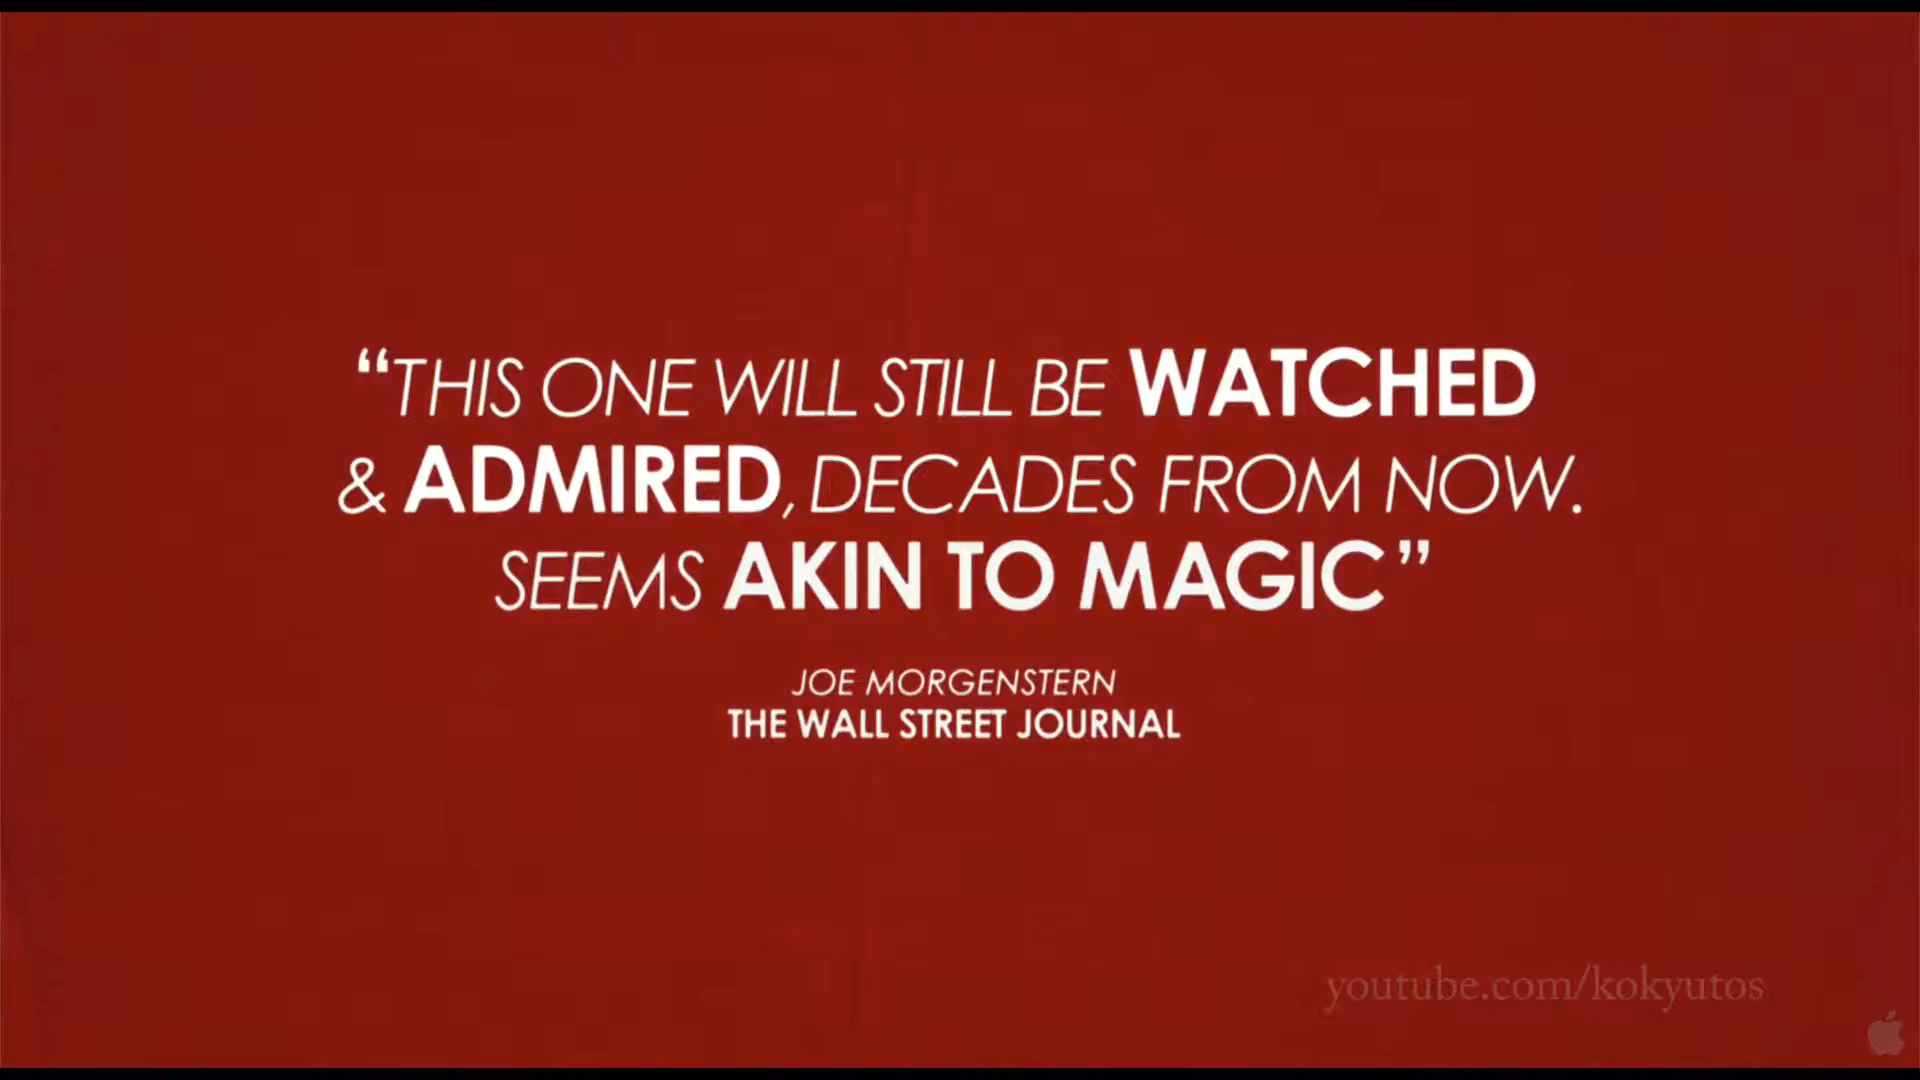 “THIS ONE WILL STILL BE WATCHED
& ADMIRED, DECADES FROM NOW.
SEEMS AKIN TO MAGIC”
JOE MORGENSTERN
THE WALL STREET JOURNAL
youtube.com/kokyutos